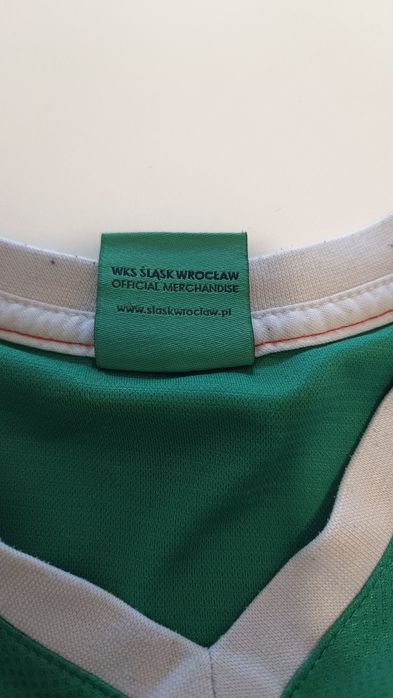 WKS ŚLĄSK WROCŁAW
OFFICIAL MERCHANDISE
www.slaskwroclaw.pl